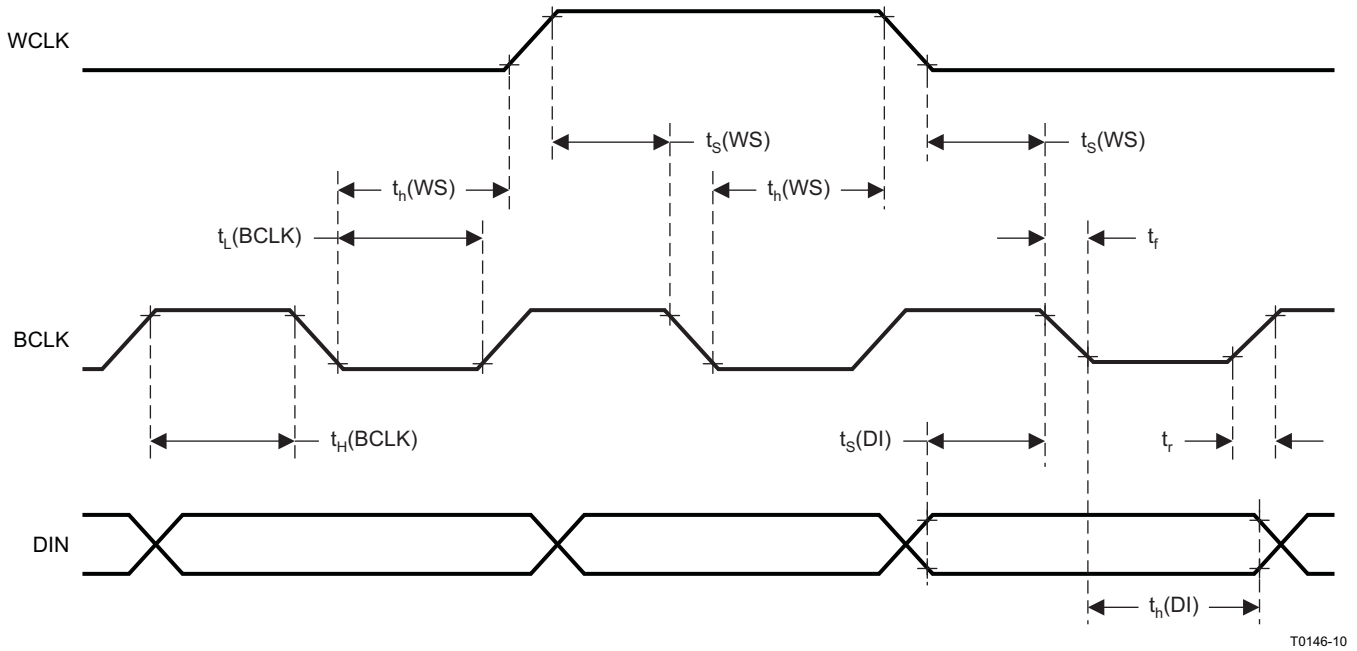 WCLK
tS(WS)
tS(WS)
th(WS)
th(WS)
tL(BCLK)
tf
BCLK
tH(BCLK)
tS(DI)
tr
DIN
th(DI)
T0146-10